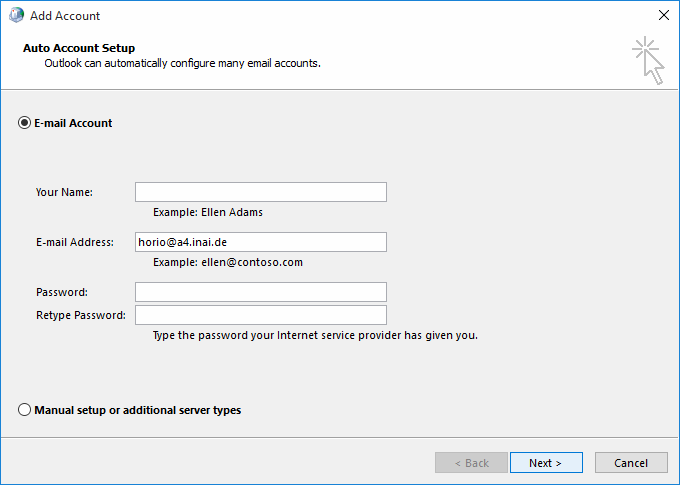 Add Account
Auto Account Setup
Outlook can automatically configure many email accounts.
E-mail Account
Your Name:
Example: Ellen Adams
E-mail Address: horio@a4.inai.de
Example: ellen@contoso.com
Password:
Retype Password:
Type the password your Internet service provider has given you.
Manual setup or additional server types
< Back Next > Cancel